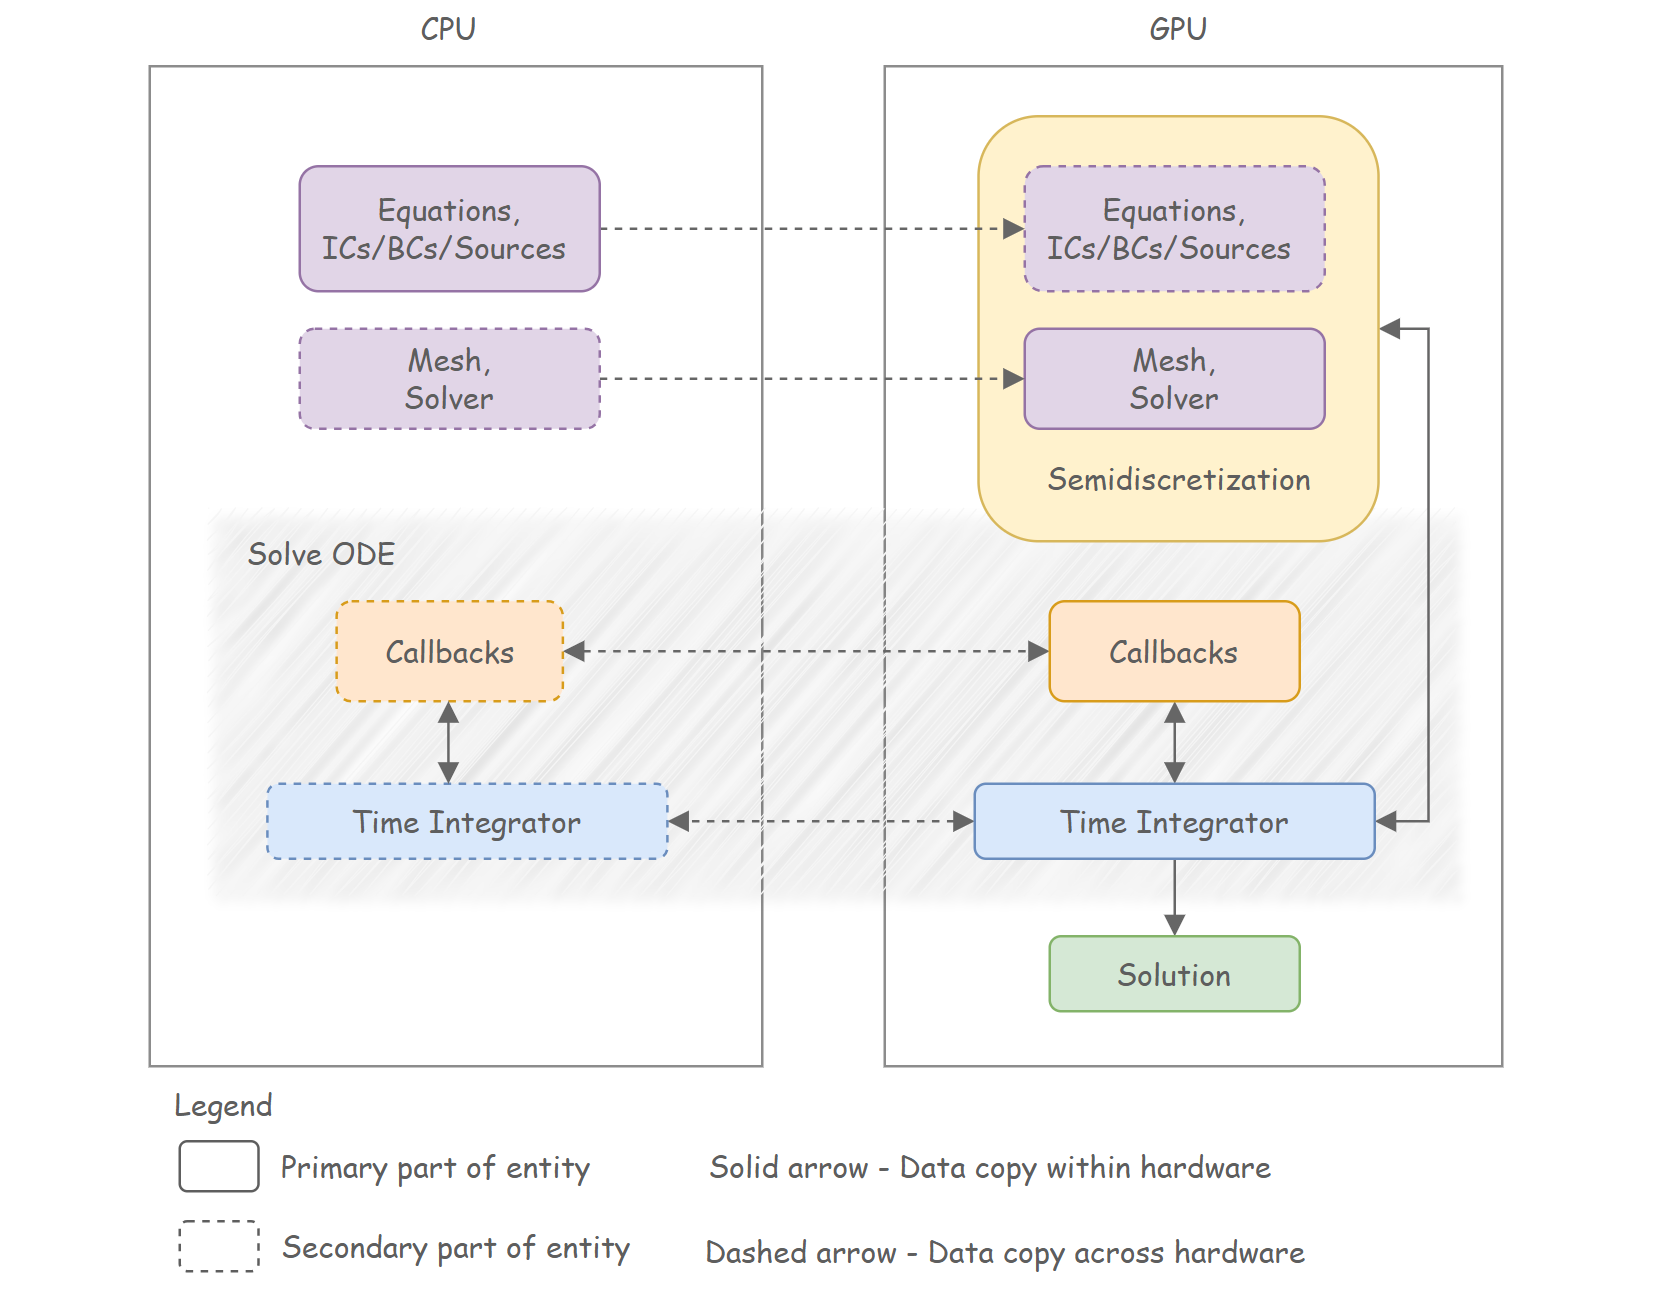 CPU
GPU
Equations,
ICs/BCs/Sources
Equations,
ICs/BCs/Sources
Mesh,
Solver
Mesh,
Solver
Semidiscretization
Solve ODE
Callbacks
Callbacks
Time Integrator
Time Integrator
Solution
Legend
Primary part of entity
Solid arrow - Data copy within hardware
Secondary part of entity
Dashed arrow - Data copy across hardware